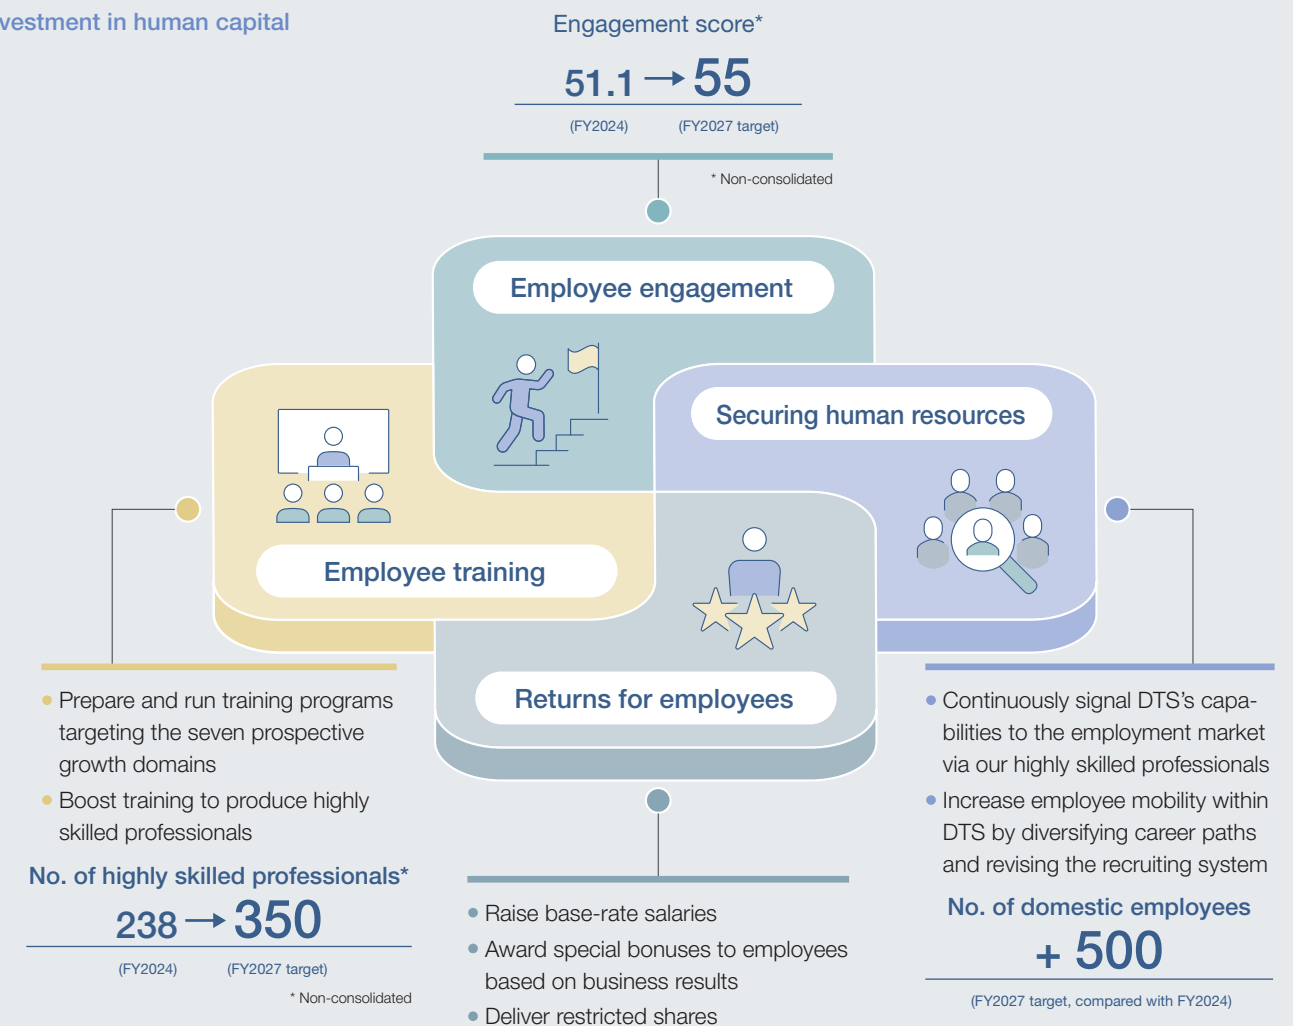 vestment in human capital
Engagement score*
51.1 → 55
(FY2024) (FY2027 target)
* Non-consolidated
Employee engagement
Securing human resources
Employee training
Returns for employees
• Prepare and run training programs
targeting the seven prospective
growth domains
• Boost training to produce highly
skilled professionals
No. of highly skilled professionals*
238 → 350
(FY2024) (FY2027 target)
* Non-consolidated
• Raise base-rate salaries
• Award special bonuses to employees
based on business results
• Deliver restricted shares
• Continuously signal DTS’s capa-
bilities to the employment market
via our highly skilled professionals
• Increase employee mobility within
DTS by diversifying career paths
and revising the recruiting system
No. of domestic employees
+ 500
(FY2027 target, compared with FY2024)